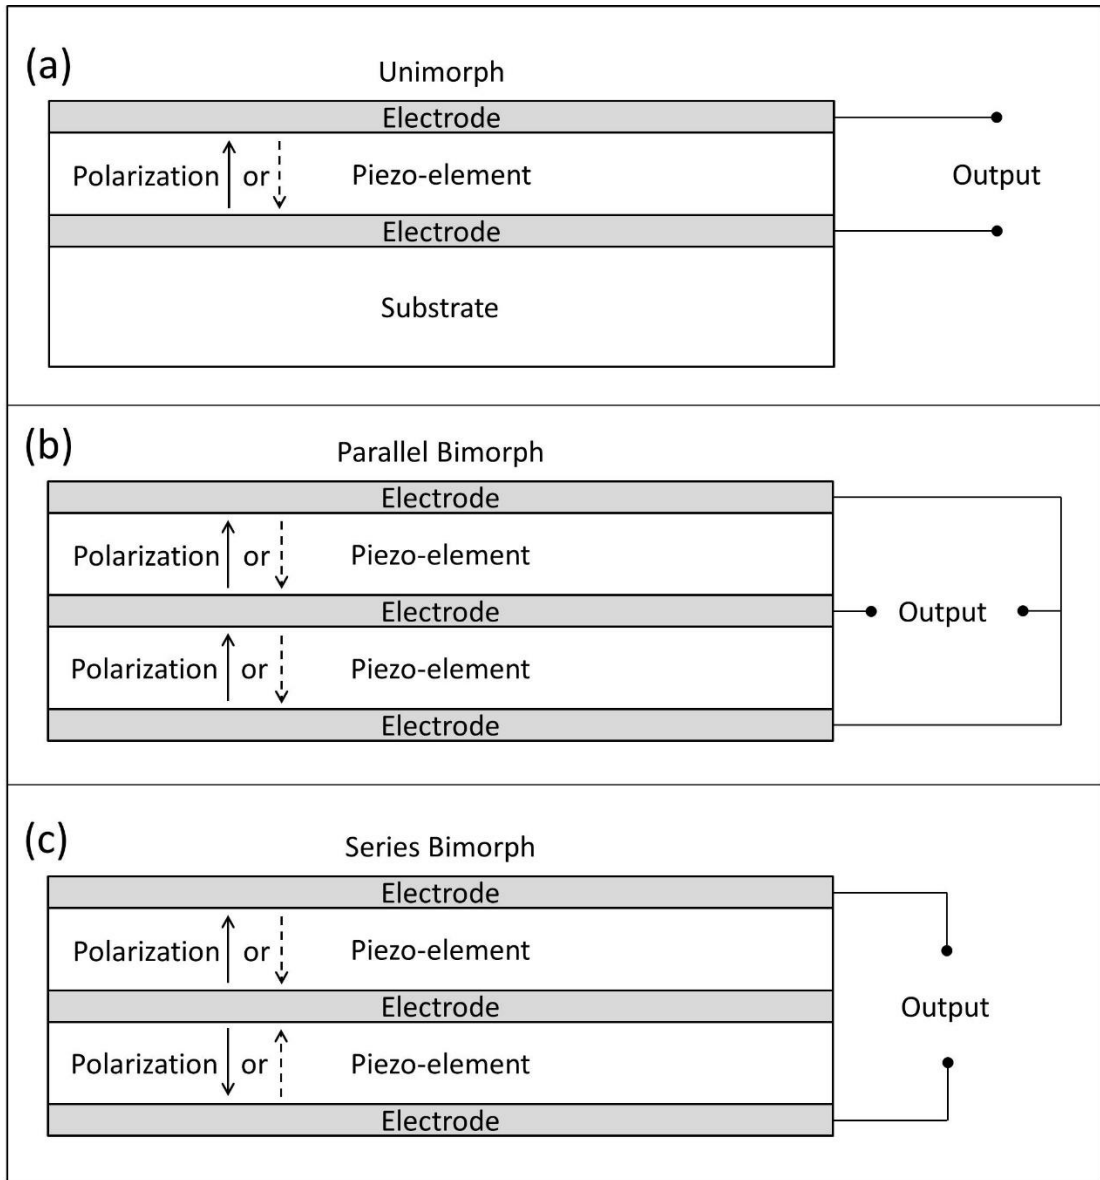 (a)
Unimorph
Electrode
Polarization or Piezo-element
Output
Electrode
Substrate
(b)
Parallel Bimorph
Electrode
Polarization or Piezo-element
Electrode
Output
Polarization or Piezo-element
Electrode
(c)
Series Bimorph
Electrode
Polarization or Piezo-element
Electrode
Output
Polarization or Piezo-element
Electrode